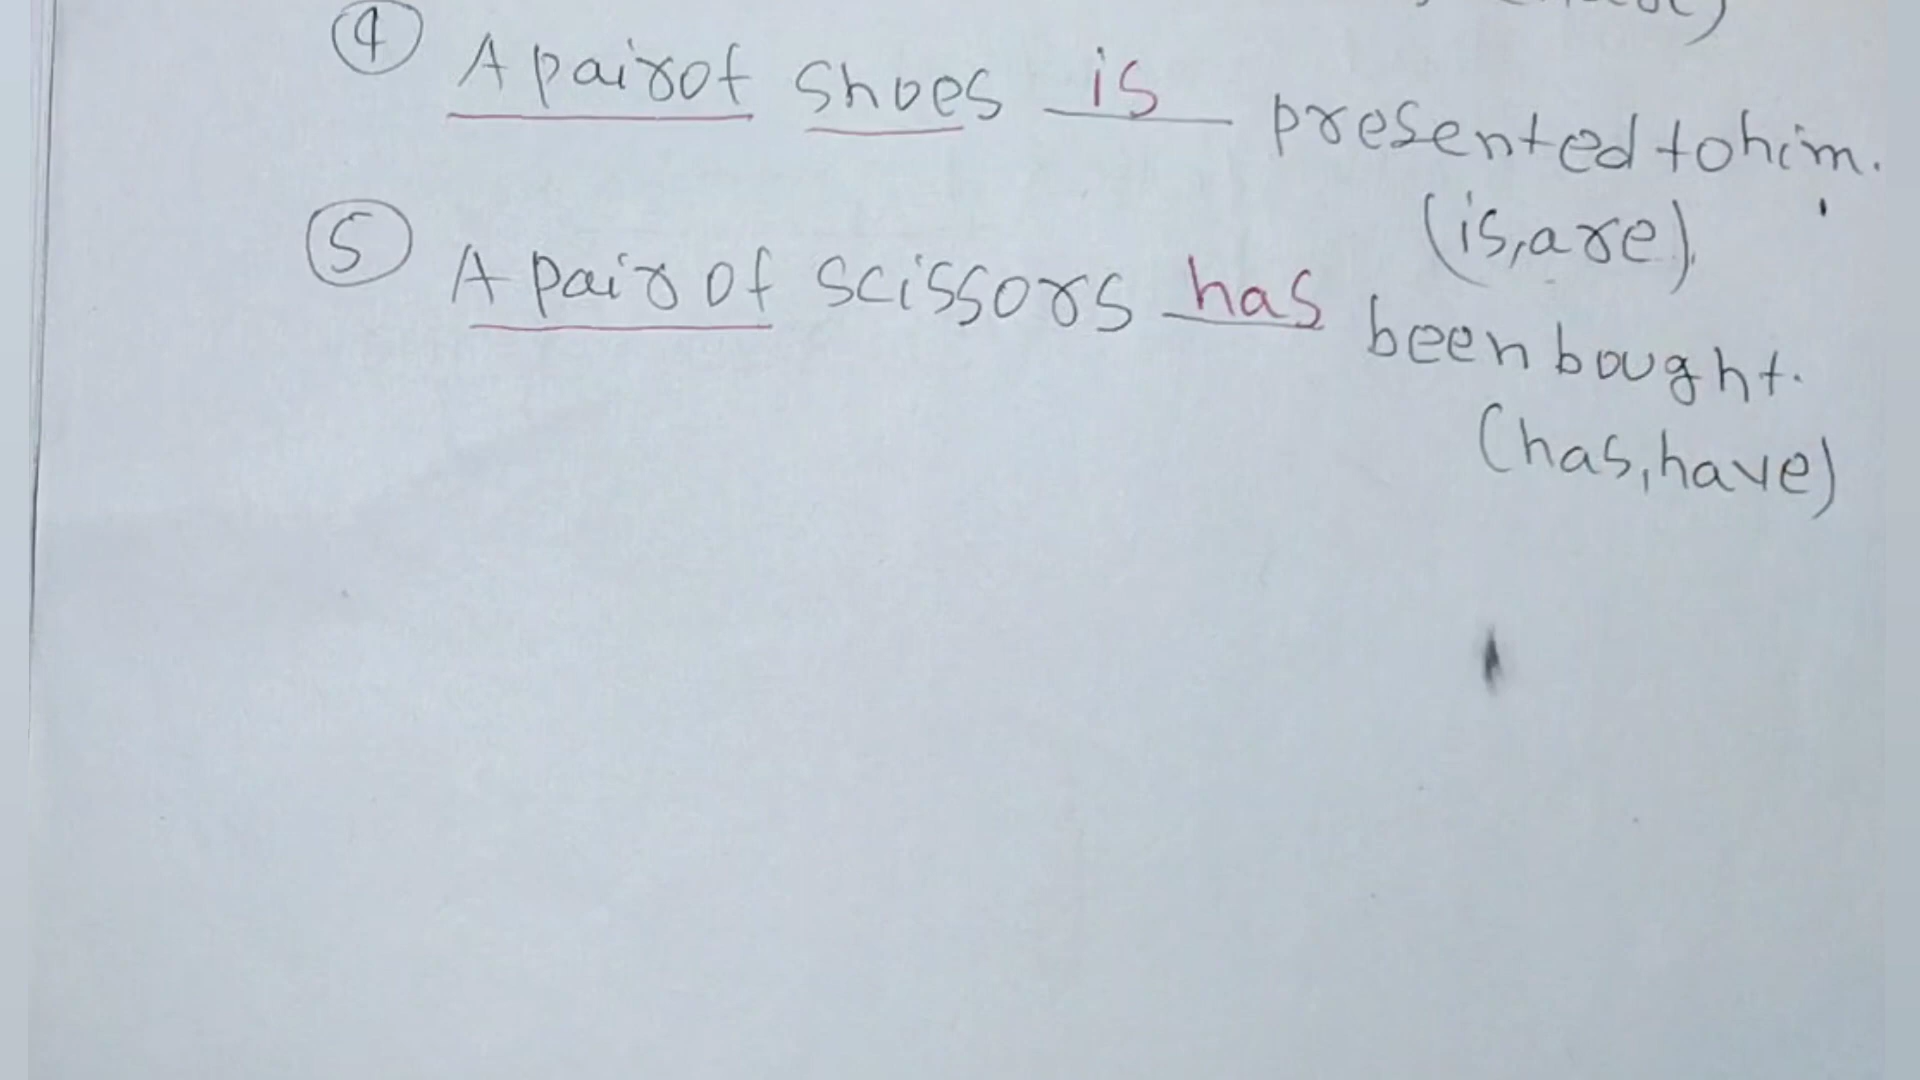 ④ A pair of shoes is presented to him.
(is, are).
⑤ A pair of scissors has been bought.
(has, have)